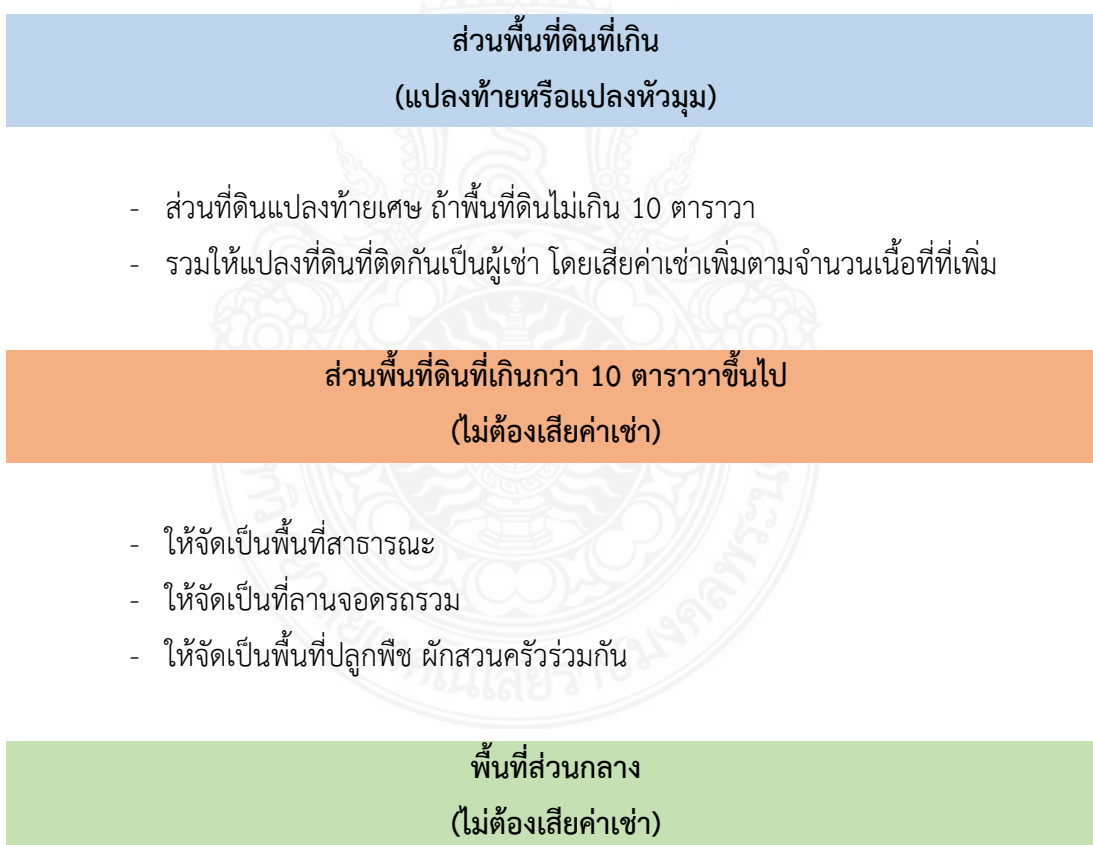 ส่วนพื้นที่ดินที่เกิน
(แปลงท้ายหรือแปลงหัวมุม)
- ส่วนที่ดินแปลงท้ายเศษ ถ้าพื้นที่ดินไม่เกิน 10 ตาราวา
- รวมให้แปลงที่ดินที่ติดกันเป็นผู้เช่า โดยเสียค่าเช่าเพิ่มตามจำนวนเนื้อที่ที่เพิ่ม
ส่วนพื้นที่ดินที่เกินกว่า 10 ตาราวาขึ้นไป
(ไม่ต้องเสียค่าเช่า)
- ให้จัดเป็นพื้นที่สาธารณะ
- ให้จัดเป็นที่ลานจอดรถรวม
- ให้จัดเป็นพื้นที่ปลูกพืช ผักสวนครัวร่วมกัน
พื้นที่ส่วนกลาง
(ไม่ต้องเสียค่าเช่า)